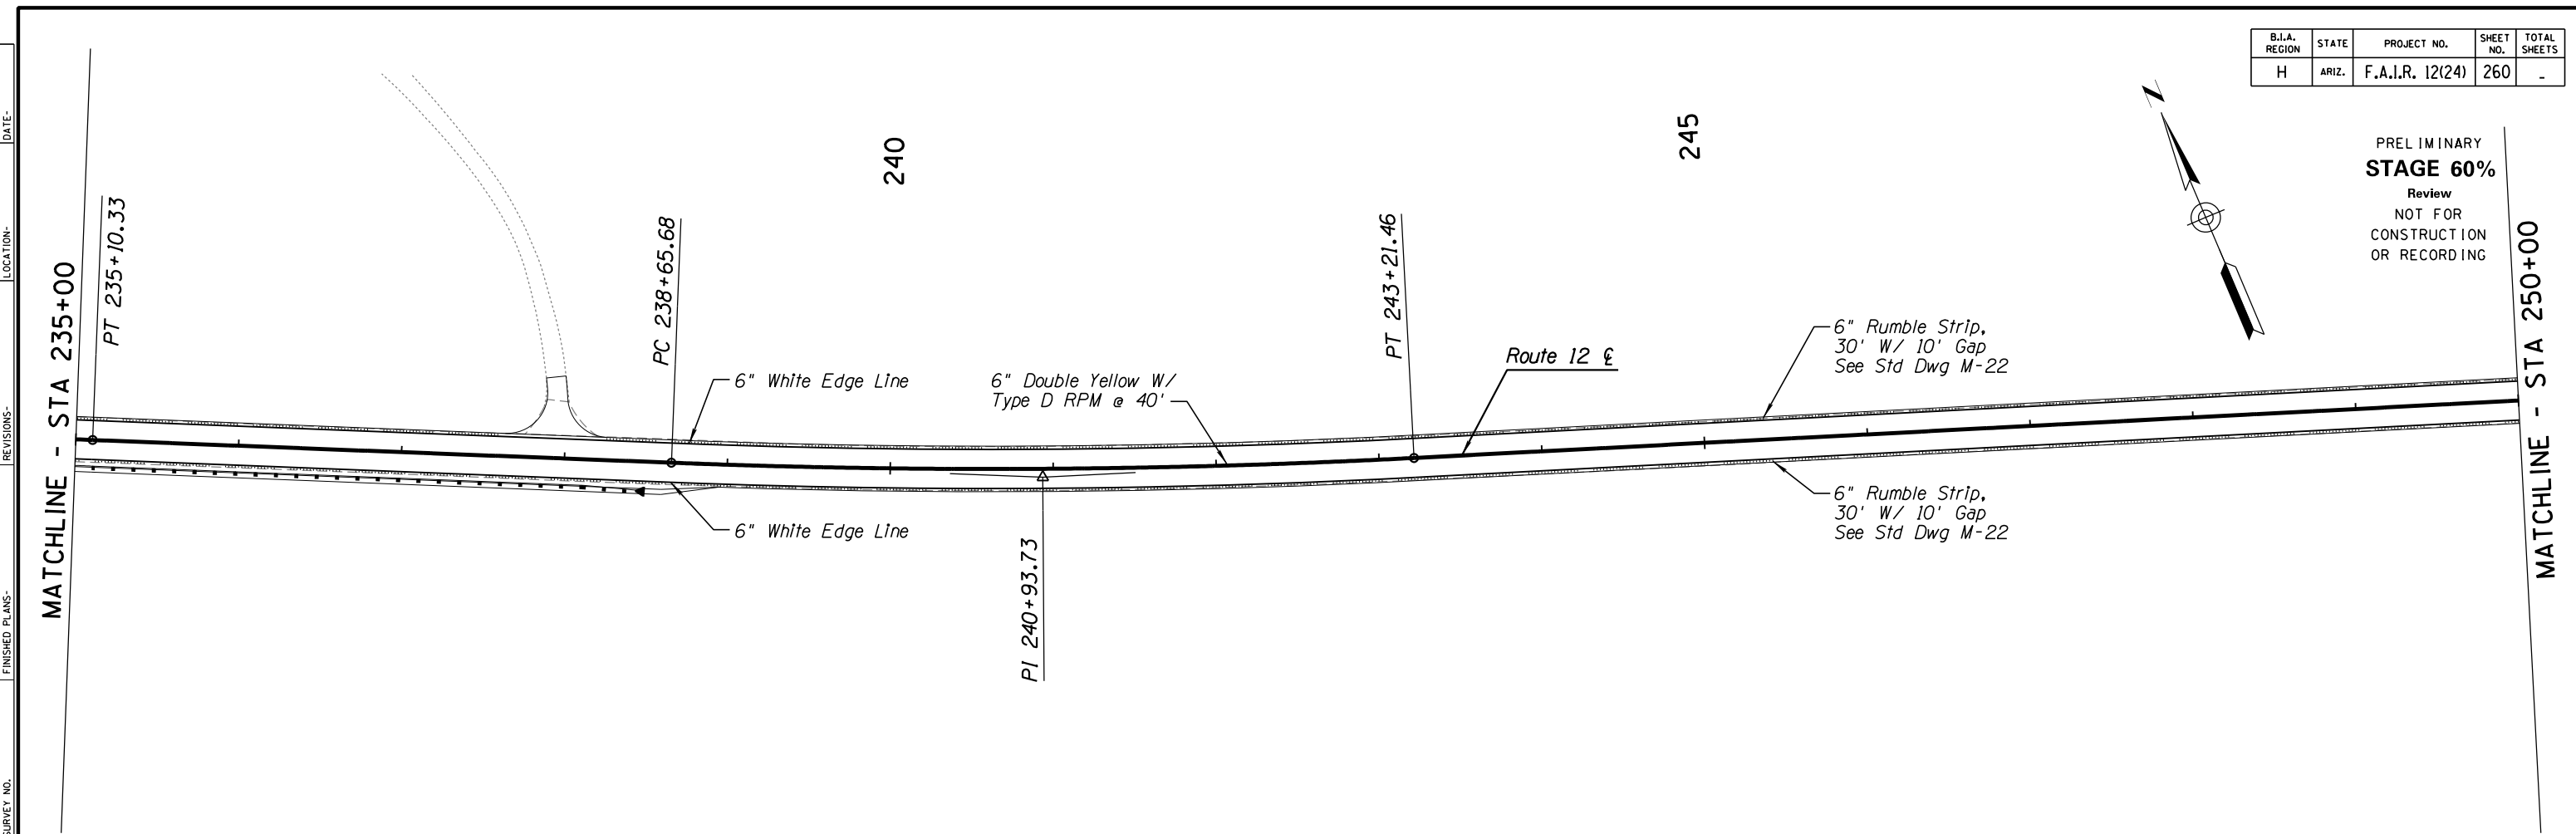 B.I.A. REGION
STATE
PROJECT NO.
SHEET NO.
TOTAL SHEETS
H
ARIZ.
F.A.I.R. 12(24)
260
-
PRELIMINARY
STAGE 60%
Review
NOT FOR
CONSTRUCTION
OR RECORDING
N
240
245
MATCHLINE - STA 235+00
PT 235+10.33
PC 238+65.68
PT 243+21.46
PI 240+93.73
MATCHLINE - STA 250+00
6" White Edge Line
6" Double Yellow W/
Type D RPM @ 40'
Route 12 ℄
6" Rumble Strip,
30' W/ 10' Gap
See Std Dwg M-22
6" White Edge Line
6" Rumble Strip,
30' W/ 10' Gap
See Std Dwg M-22
DATE-
LOCATION-
REVISIONS-
FINISHED PLANS-
SURVEY NO.